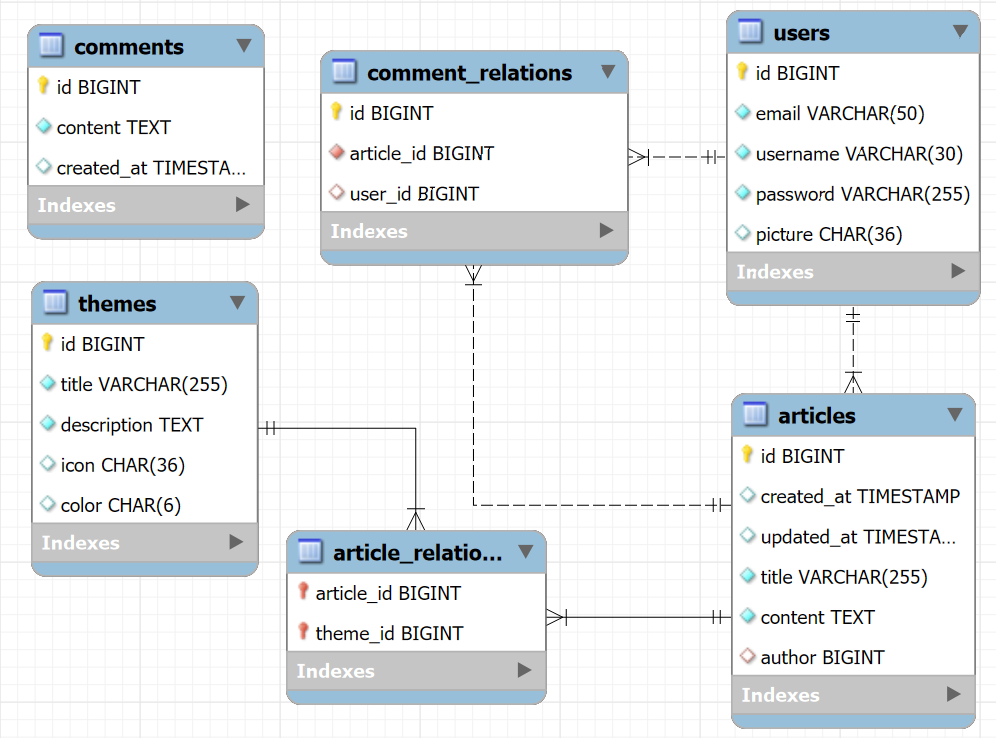 comments
id BIGINT
content TEXT
created_at TIMESTA...
Indexes
comment_relations
id BIGINT
article_id BIGINT
user_id BIGINT
Indexes
users
id BIGINT
email VARCHAR(50)
username VARCHAR(30)
password VARCHAR(255)
picture CHAR(36)
Indexes
themes
id BIGINT
title VARCHAR(255)
description TEXT
icon CHAR(36)
color CHAR(6)
Indexes
article_relatio...
article_id BIGINT
theme_id BIGINT
Indexes
articles
id BIGINT
created_at TIMESTAMP
updated_at TIMESTA...
title VARCHAR(255)
content TEXT
author BIGINT
Indexes